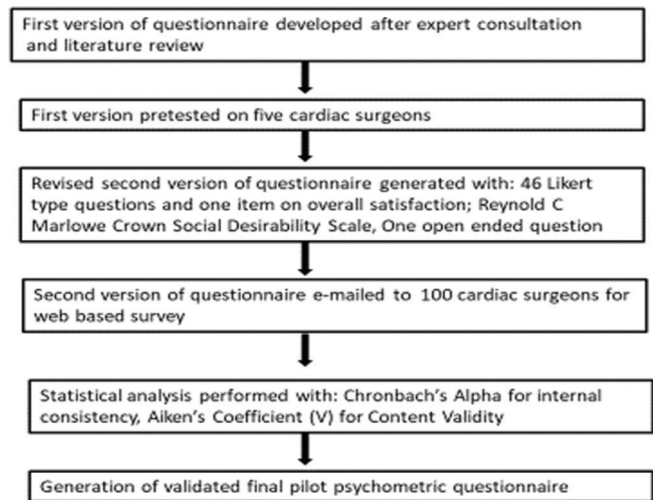 First version of questionnaire developed after expert consultation
and literature review
First version pretested on five cardiac surgeons
Revised second version of questionnaire generated with: 46 Likert
type questions and one item on overall satisfaction; Reynold C
Marlowe Crown Social Desirability Scale, One open ended question
Second version of questionnaire e-mailed to 100 cardiac surgeons for
web based survey
Statistical analysis performed with: Chronbach's Alpha for internal
consistency, Aiken's Coefficient (V) for Content Validity
Generation of validated final pilot psychometric questionnaire